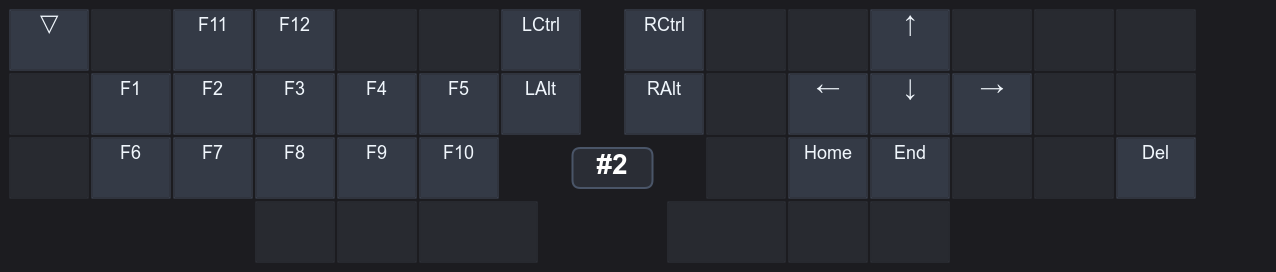 ▽ F11 F12 LCtrl RCtrl ↑
F1 F2 F3 F4 F5 LAlt RAlt ← ↓ →
F6 F7 F8 F9 F10 #2 Home End Del